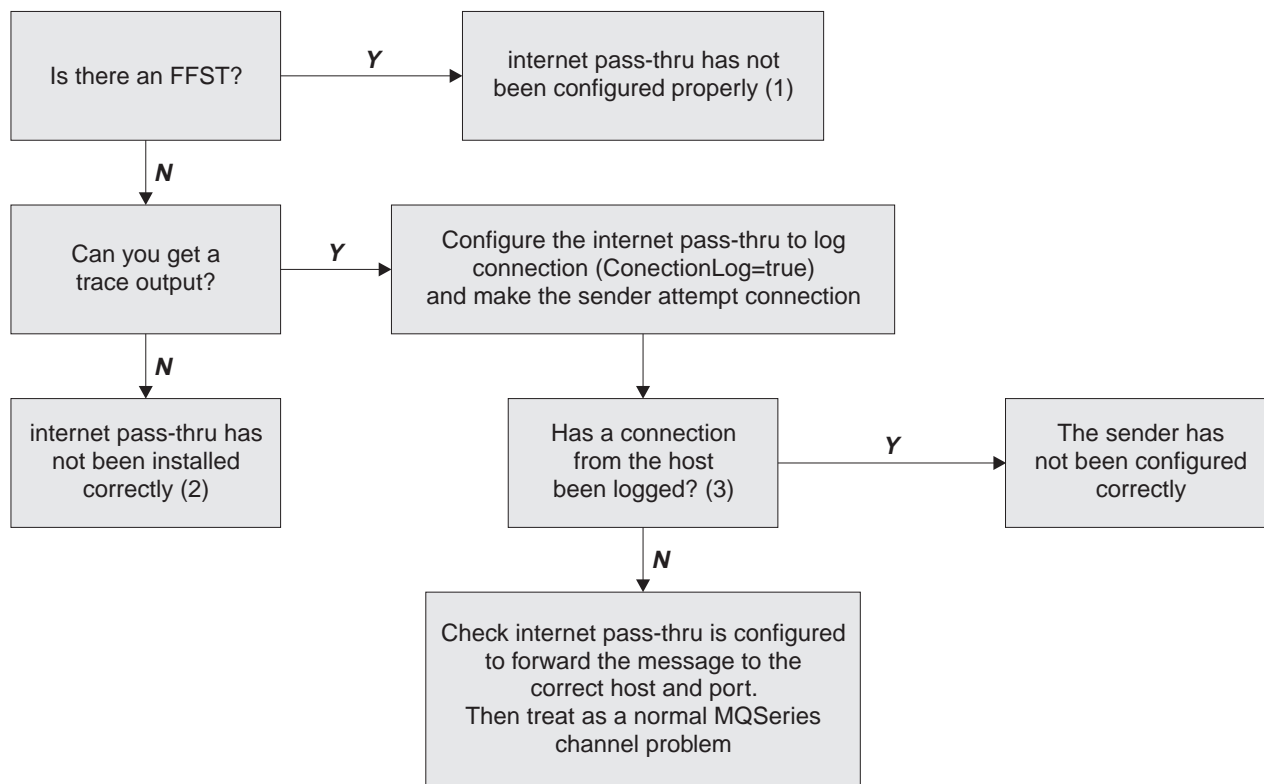 Is there an FFST?
Y
internet pass-thru has not
been configured properly (1)
N
Can you get a
trace output?
Y
Configure the internet pass-thru to log
connection (ConectionLog=true)
and make the sender attempt connection
N
internet pass-thru has
not been installed
correctly (2)
Has a connection
from the host
been logged? (3)
Y
The sender has
not been configured
correctly
N
Check internet pass-thru is configured
to forward the message to the
correct host and port.
Then treat as a normal MQSeries
channel problem